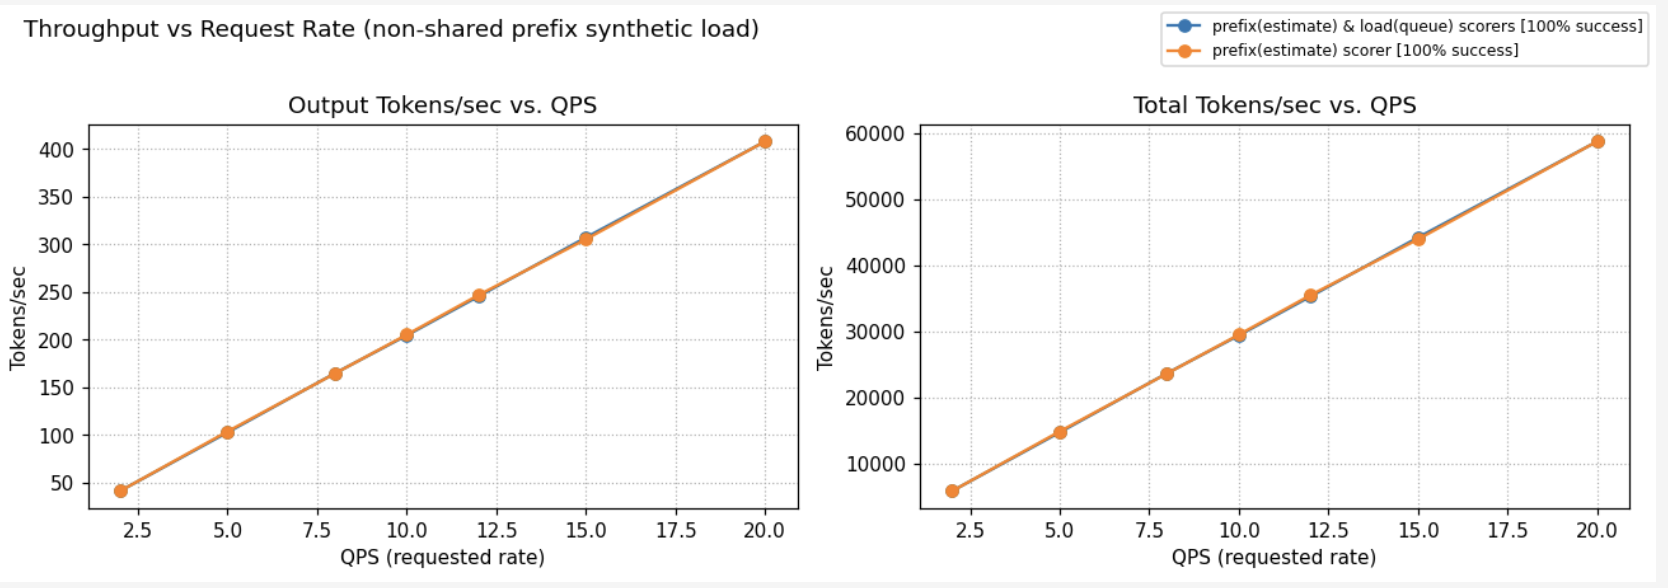 Throughput vs Request Rate (non-shared prefix synthetic load)
prefix(estimate) & load(queue) scorers [100% success]
prefix(estimate) scorer [100% success]
Output Tokens/sec vs. QPS
400
350
300
250
200
150
100
50
Tokens/sec
2.5 5.0 7.5 10.0 12.5 15.0 17.5 20.0
QPS (requested rate)
Total Tokens/sec vs. QPS
60000
50000
40000
30000
20000
10000
Tokens/sec
2.5 5.0 7.5 10.0 12.5 15.0 17.5 20.0
QPS (requested rate)